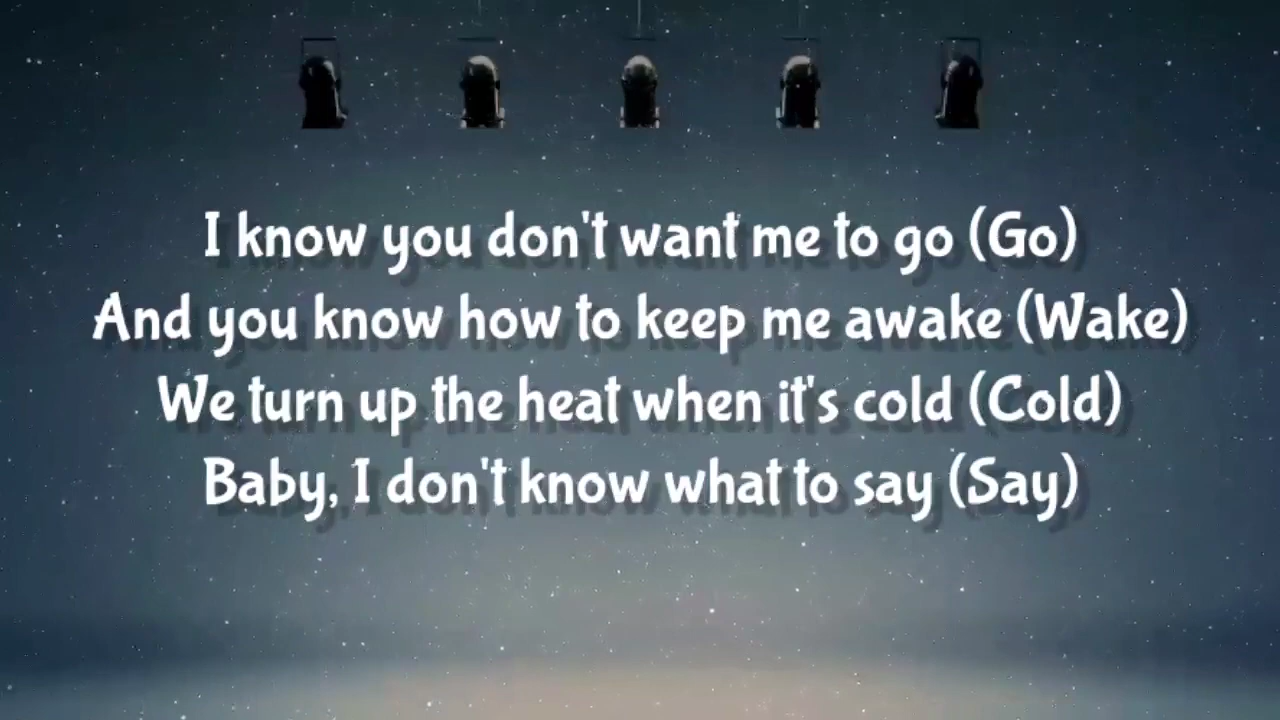 I know you don't want me to go (Go)
And you know how to keep me awake (Wake)
We turn up the heat when it's cold (Cold)
Baby, I don't know what to say (Say)